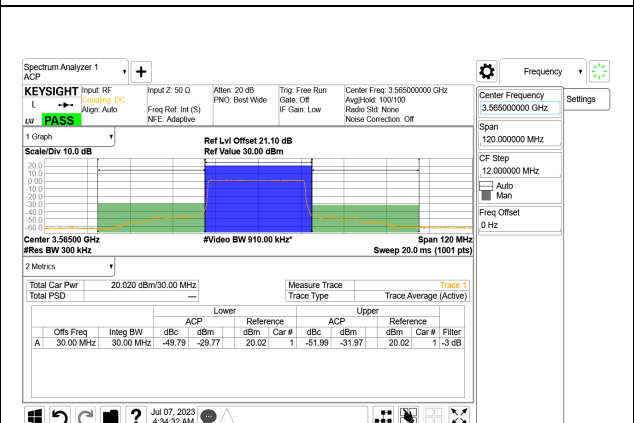 Spectrum Analyzer 1
ACP
Frequency
KEYSIGHT Input: RF Input Z: 50 Ω Atten: 20 dB Trig: Free Run Center Freq: 3.565000000 GHz
L Coupling: DC PNO: Best Wide Gate: Off Avg|Hold: 100/100
Align: Auto Freq Ref: Int (S) IF Gain: Low Radio Std: None
LXI PASS NFE: Adaptive Noise Correction: Off
Center Frequency
3.565000000 GHz
Settings
Span
120.000000 MHz
CF Step
12.000000 MHz
Auto
Man
Freq Offset
0 Hz
1 Graph
Ref Lvl Offset 21.10 dB
Scale/Div 10.0 dB Ref Value 30.00 dBm
20.0
10.0
0.00
-10.0
-20.0
-30.0
-40.0
-50.0
-60.0
Center 3.56500 GHz #Video BW 910.00 kHz* Span 120 MHz
#Res BW 300 kHz Sweep 20.0 ms (1001 pts)
2 Metrics
Total Car Pwr 20.020 dBm/30.00 MHz Measure Trace Trace 1
Total PSD --- Trace Type Trace Average (Active)
Lower Upper
ACP Reference ACP Reference
Offs Freq Integ BW dBc dBm dBm Car # dBc dBm dBm Car # Filter
A 30.00 MHz 30.00 MHz -49.79 -29.77 20.02 1 -51.99 -31.97 20.02 1 -3 dB
Jul 07, 2023
4:34:32 AM